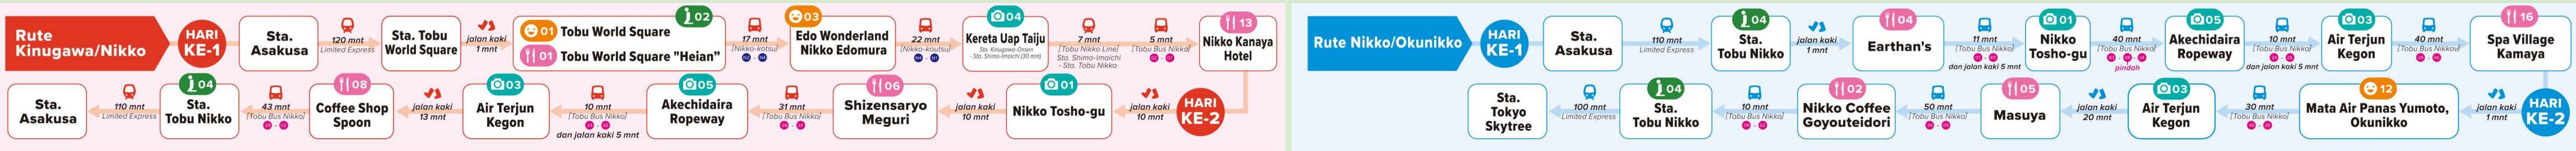 Rute
Kinugawa/Nikko
HARI
KE-1
Sta.
Asakusa
120 mnt
Limited Express
Sta. Tobu
World Square
jalan kaki
1 mnt
i 02
01 Tobu World Square
01 Tobu World Square "Heian"
17 mnt
[Nikko-kotsu]
03
Edo Wonderland
Nikko Edomura
22 mnt
[Nikko-koutsu]
04
Kereta Uap Taiju
Sta. Kinugawa-Onsen
- Sta. Shimo-Imaichi (30 mnt)
7 mnt
[Tobu Nikko Line]
Sta. Shimo-Imaichi
- Sta. Tobu Nikko
5 mnt
[Tobu Bus Nikko]
13
Nikko Kanaya
Hotel
HARI
KE-2
jalan kaki
10 mnt
01
Nikko Tosho-gu
jalan kaki
10 mnt
06
Shizensaryo
Meguri
31 mnt
[Tobu Bus Nikko]
05
Akechidaira
Ropeway
10 mnt
[Tobu Bus Nikko]
dan jalan kaki 5 mnt
03
Air Terjun
Kegon
jalan kaki
13 mnt
08
Coffee Shop
Spoon
43 mnt
[Tobu Bus Nikko]
i 04
Sta.
Tobu Nikko
110 mnt
Limited Express
Sta.
Asakusa
Rute Nikko/Okunikko
HARI
KE-1
Sta.
Asakusa
110 mnt
Limited Express
i 04
Sta.
Tobu Nikko
jalan kaki
1 mnt
04
Earthan's
11 mnt
[Tobu Bus Nikko]
dan jalan kaki 5 mnt
01
Nikko
Tosho-gu
40 mnt
[Tobu Bus Nikko]
pindah
05
Akechidaira
Ropeway
10 mnt
[Tobu Bus Nikko]
dan jalan kaki 5 mnt
03
Air Terjun
Kegon
40 mnt
[Tobu Bus Nikkov]
16
Spa Village
Kamaya
HARI
KE-2
jalan kaki
1 mnt
12
Mata Air Panas Yumoto,
Okunikko
30 mnt
[Tobu Bus Nikko]
03
Air Terjun
Kegon
jalan kaki
20 mnt
05
Masuya
50 mnt
[Tobu Bus Nikko]
02
Nikko Coffee
Goyouteidori
10 mnt
[Tobu Bus Nikko]
i 04
Sta.
Tobu Nikko
100 mnt
Limited Express
Sta.
Tokyo
Skytree